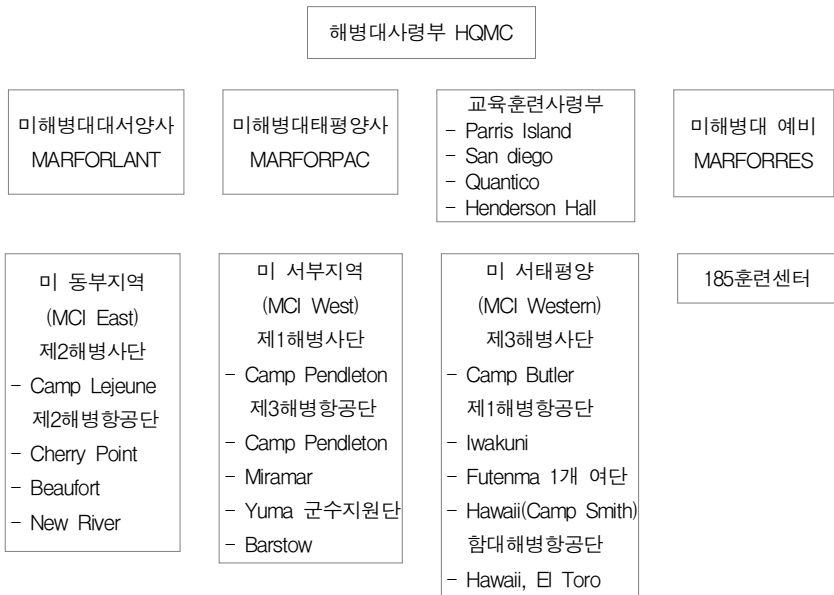 해병대사령부 HQMC
미해병대대서양사
MARFORLANT
미해병대태평양사
MARFORPAC
교육훈련사령부
- Parris Island
- San diego
- Quantico
- Henderson Hall
미해병대 예비
MARFORRES
미 동부지역
(MCI East)
제2해병사단
- Camp Lejeune
제2해병항공단
- Cherry Point
- Beaufort
- New River
미 서부지역
(MCI West)
제1해병사단
- Camp Pendleton
제3해병항공단
- Camp Pendleton
- Miramar
- Yuma 군수지원단
- Barstow
미 서태평양
(MCI Western)
제3해병사단
- Camp Butler
제1해병항공단
- Iwakuni
- Futenma 1개 여단
- Hawaii(Camp Smith)
함대해병항공단
- Hawaii, El Toro
185훈련센터